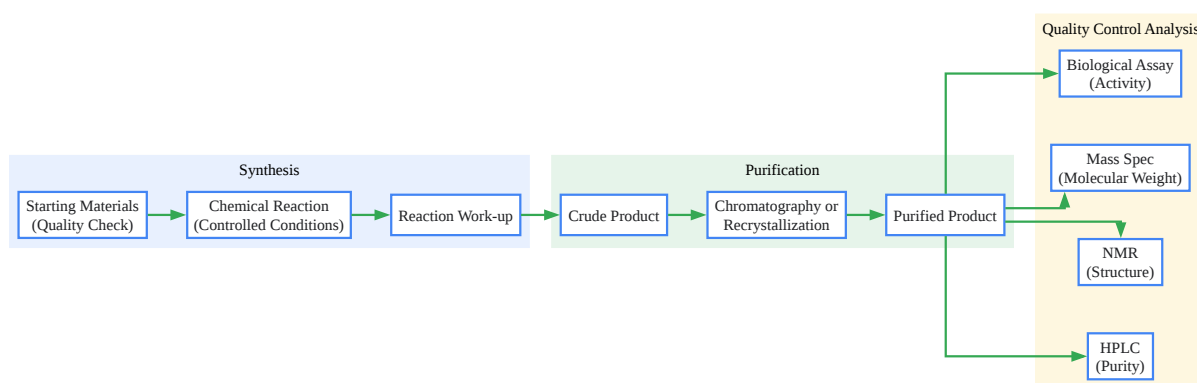 Synthesis
Starting Materials
(Quality Check)
Chemical Reaction
(Controlled Conditions)
Reaction Work-up
Purification
Crude Product
Chromatography or
Recrystallization
Purified Product
Quality Control Analysis
Biological Assay
(Activity)
Mass Spec
(Molecular Weight)
NMR
(Structure)
HPLC
(Purity)